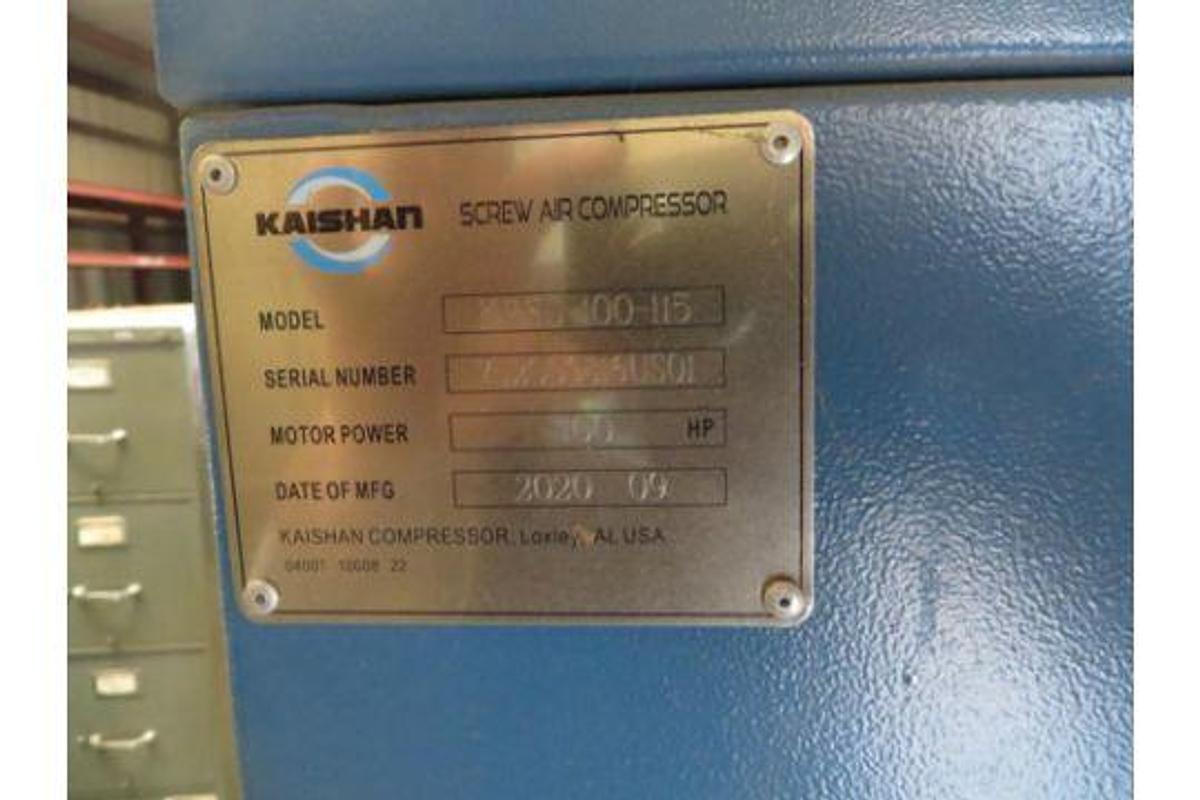 KAISHAN SCREW AIR COMPRESSOR
MODEL
SERIAL NUMBER
MOTOR POWER 100 HP
DATE OF MFG 2020 09
KAISHAN COMPRESSOR, Loxley, AL USA